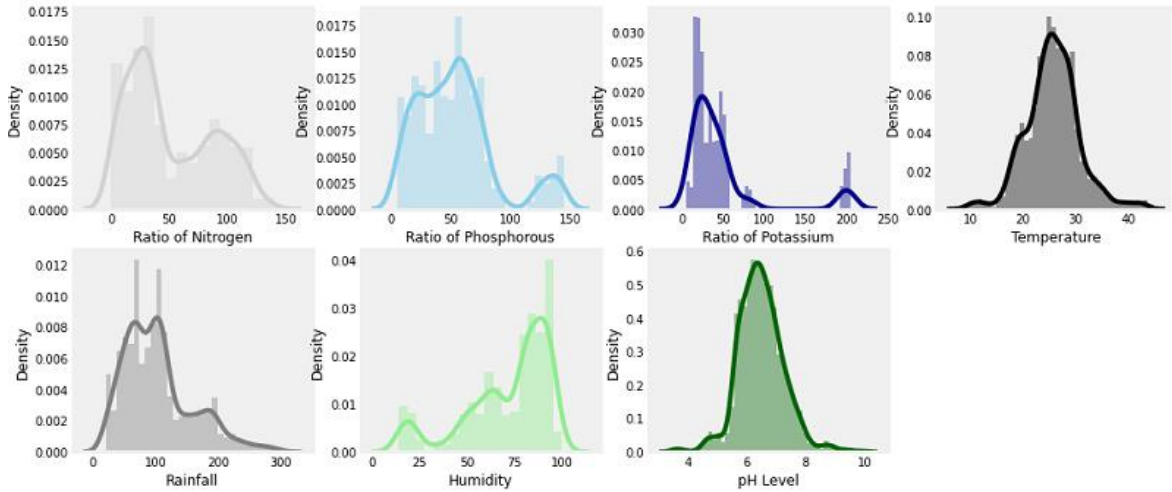 0.0175
0.0150
0.0125
0.0100
0.0075
0.0050
0.0025
0.0000
Density
0 50 100 150
Ratio of Nitrogen
0.0175
0.0150
0.0125
0.0100
0.0075
0.0050
0.0025
0.0000
Density
0 50 100 150
Ratio of Phosphorous
0.030
0.025
0.020
0.015
0.010
0.005
0.000
Density
0 50 100 150 200 250
Ratio of Potassium
0.10
0.08
0.06
0.04
0.02
0.00
Density
10 20 30 40
Temperature
0.012
0.010
0.008
0.006
0.004
0.002
0.000
Density
0 100 200 300
Rainfall
0.04
0.03
0.02
0.01
0.00
Density
0 25 50 75 100
Humidity
0.6
0.5
0.4
0.3
0.2
0.1
0.0
Density
4 6 8 10
pH Level